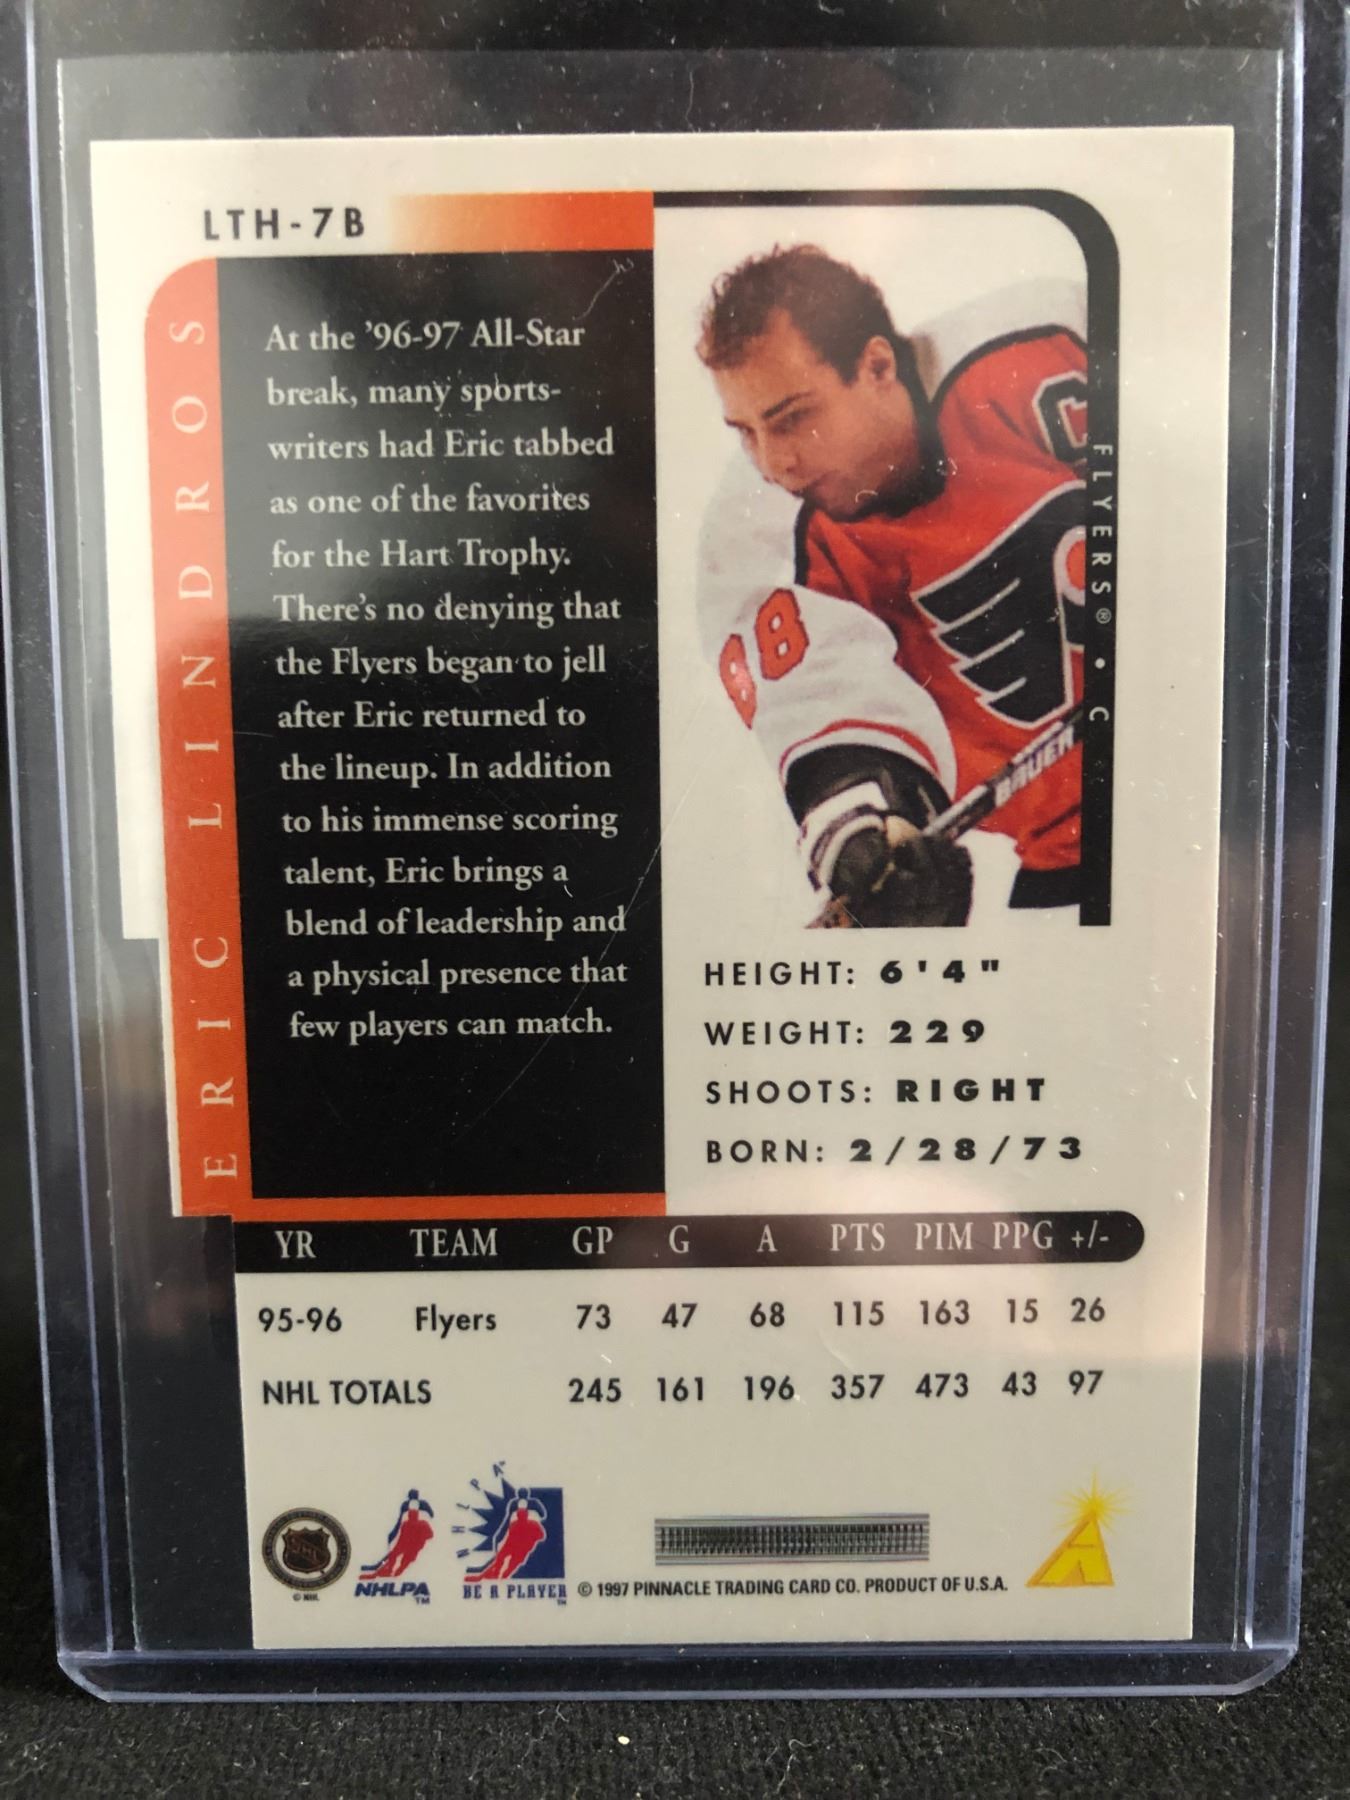 LTH-7B
ERIC LINDROS
At the '96-97 All-Star
break, many sports-
writers had Eric tabbed
as one of the favorites
for the Hart Trophy.
There's no denying that
the Flyers began to jell
after Eric returned to
the lineup. In addition
to his immense scoring
talent, Eric brings a
blend of leadership and
a physical presence that
few players can match.
C
88
BAUER
FLYERS® • C
HEIGHT: 6'4"
WEIGHT: 229
SHOOTS: RIGHT
BORN: 2/28/73
YR TEAM GP G A PTS PIM PPG +/-
95-96 Flyers 73 47 68 115 163 15 26
NHL TOTALS 245 161 196 357 473 43 97
NHL
© NHL
NHLPA™
NHLPA
BE A PLAYER™
© 1997 PINNACLE TRADING CARD CO. PRODUCT OF U.S.A.